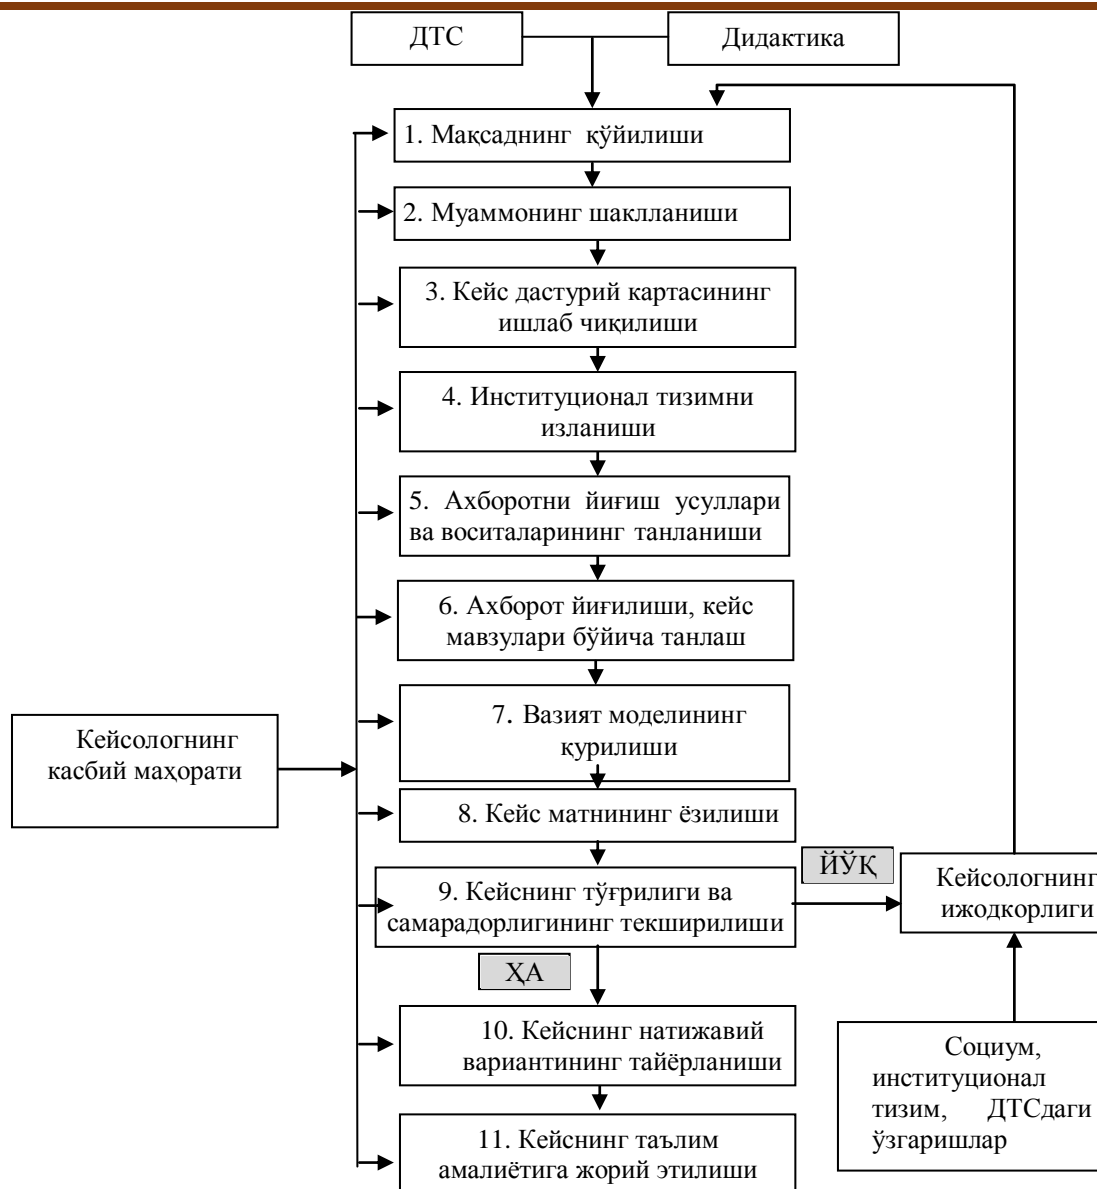 ДТС
Дидактика
1. Мақсаднинг қўйилиши
2. Муаммонинг шаклланиши
3. Кейс дастурий картасининг
ишлаб чиқилиши
4. Институционал тизимни
изланиши
5. Ахборотни йиғиш усуллари
ва воситаларининг танланиши
6. Ахборот йиғилиши, кейс
мавзулари бўйича танлаш
7. Вазият моделининг
қурилиши
Кейсологнинг
касбий маҳорати
8. Кейс матнининг ёзилиши
ЙЎҚ
9. Кейснинг тўғрилиги ва
самарадорлигининг текширилиши
Кейсологнинг
ижодкорлиги
ҲА
10. Кейснинг натижавий
вариантининг тайёрланиши
Социум,
институционал
тизим, ДТСдаги
ўзгаришлар
11. Кейснинг таълим
амалиётига жорий этилиши